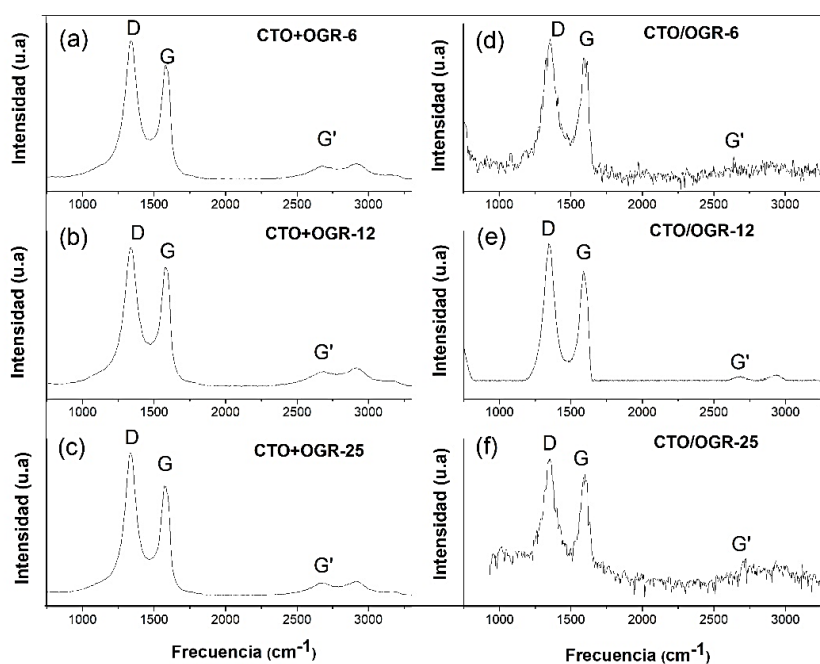 (a) D G CTO+OGR-6
G'
Intensidad (u.a)
1000 1500 2000 2500 3000
(d) D G CTO/OGR-6
G'
Intensidad (u.a)
1000 1500 2000 2500 3000
(b) D G CTO+OGR-12
G'
Intensidad (u.a)
1000 1500 2000 2500 3000
(e) D G CTO/OGR-12
G'
Intensidad (u.a)
1000 1500 2000 2500 3000
(c) D G CTO+OGR-25
G'
Intensidad (u.a)
1000 1500 2000 2500 3000
Frecuencia (cm-1)
(f) D G CTO/OGR-25
G'
Intensidad (u.a)
1000 1500 2000 2500 3000
Frecuencia (cm-1)